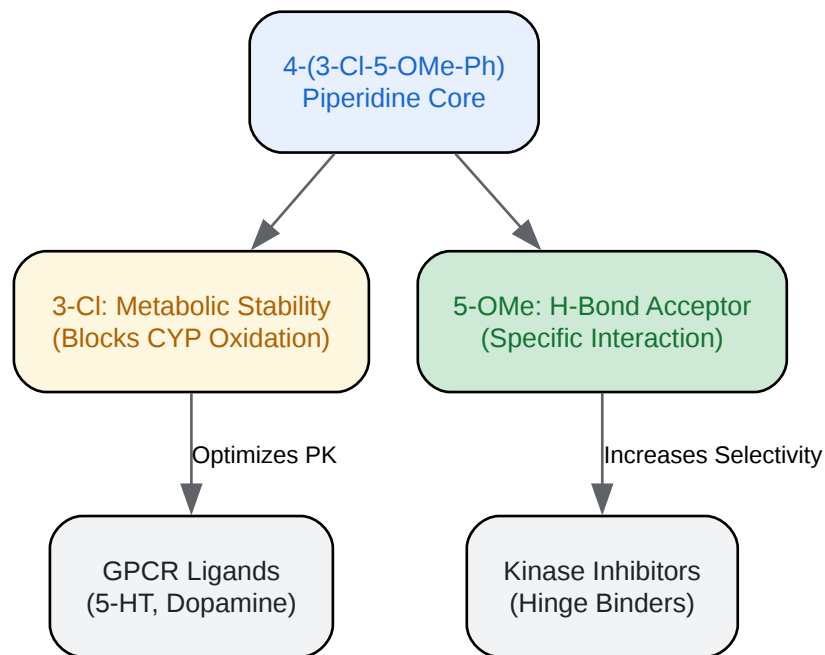 4-(3-Cl-5-OMe-Ph)
Piperidine Core
3-Cl: Metabolic Stability
(Blocks CYP Oxidation)
5-OMe: H-Bond Acceptor
(Specific Interaction)
Optimizes PK
Increases Selectivity
GPCR Ligands
(5-HT, Dopamine)
Kinase Inhibitors
(Hinge Binders)